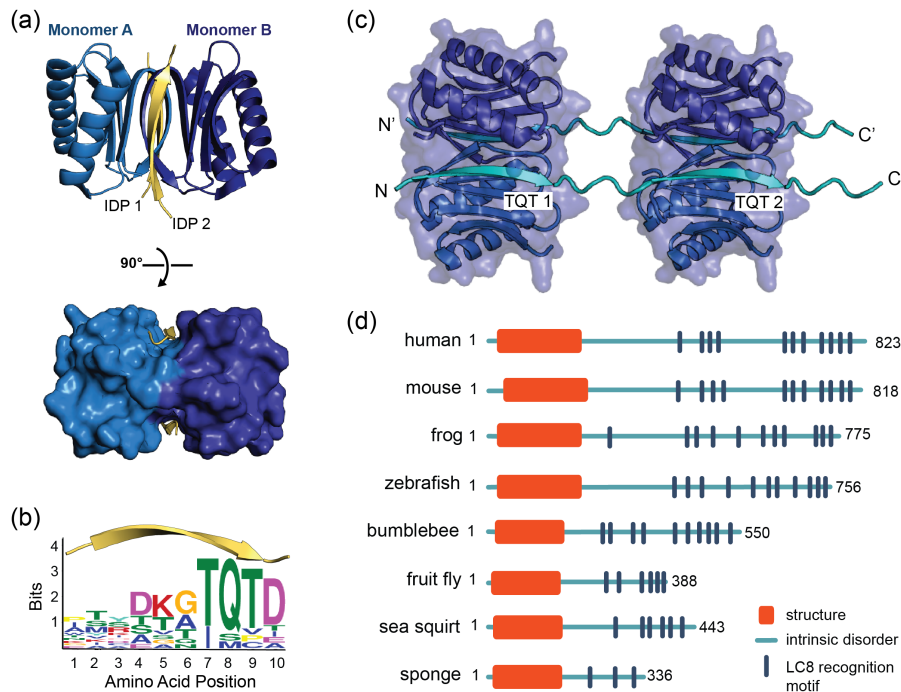 (a)
Monomer A
Monomer B
IDP 1
IDP 2
90°
(b)
4
3
2
1
Bits
DKGTQTD
1 2 3 4 5 6 7 8 9 10
Amino Acid Position
(c)
N'
C'
N
C
TQT 1
TQT 2
(d)
human 1 823
mouse 1 818
frog 1 775
zebrafish 1 756
bumblebee 1 550
fruit fly 1 388
sea squirt 1 443
sponge 1 336
structure
intrinsic disorder
LC8 recognition
motif